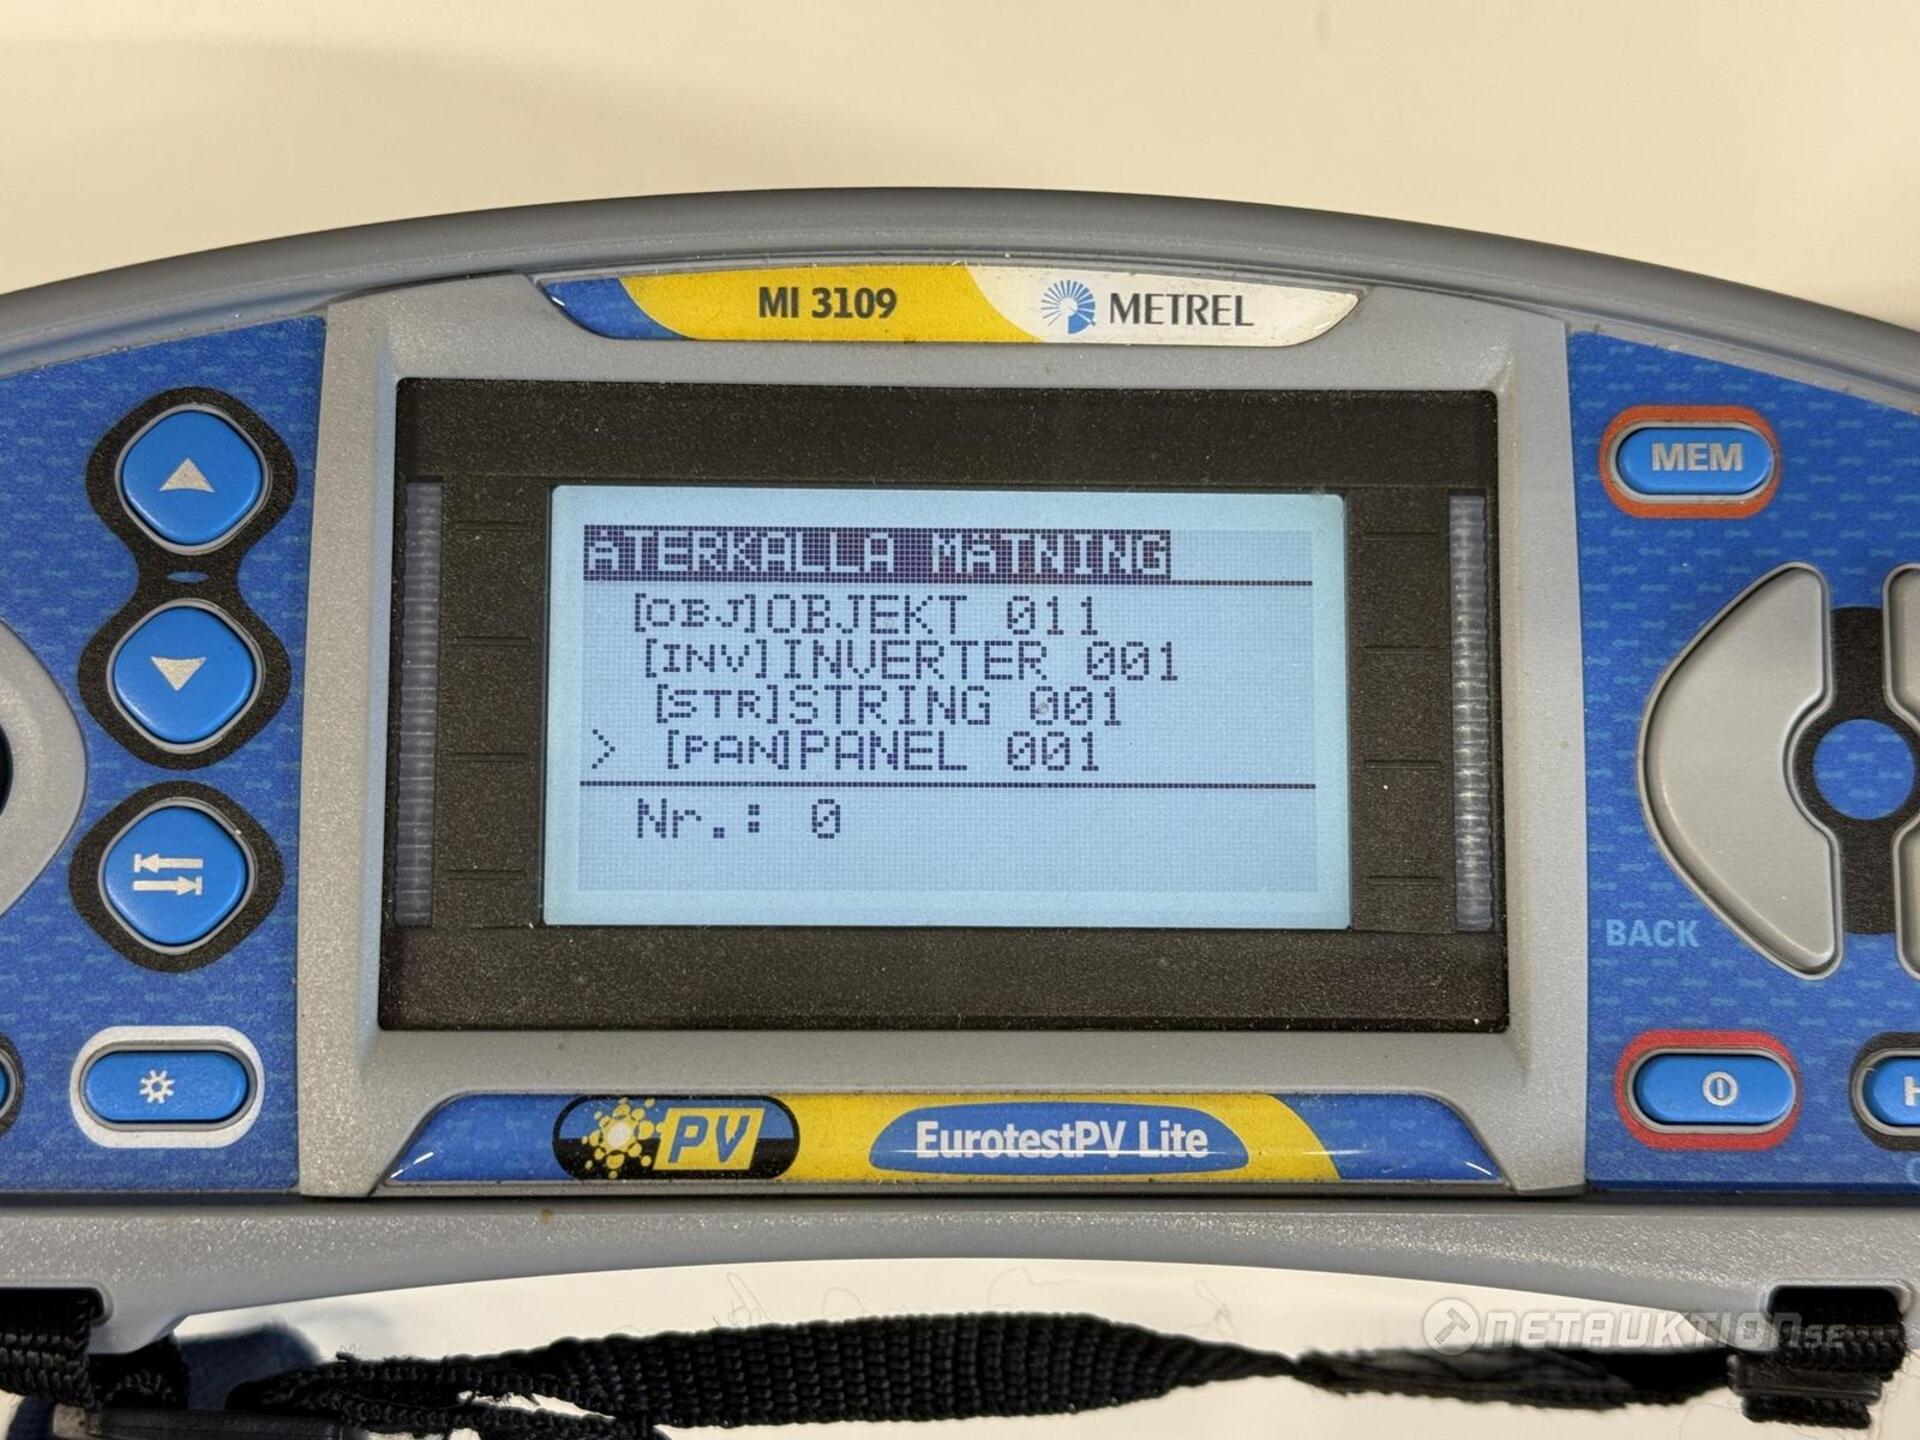 MI 3109 METREL
ÅTERKALLA MÄTNING
[OBJ]OBJEKT 011
[INV]INVERTER 001
[STR]STRING 001
> [PAN]PANEL 001
Nr.: 0
MEM
BACK
PV EurotestPV Lite
NETAUKTION.SE